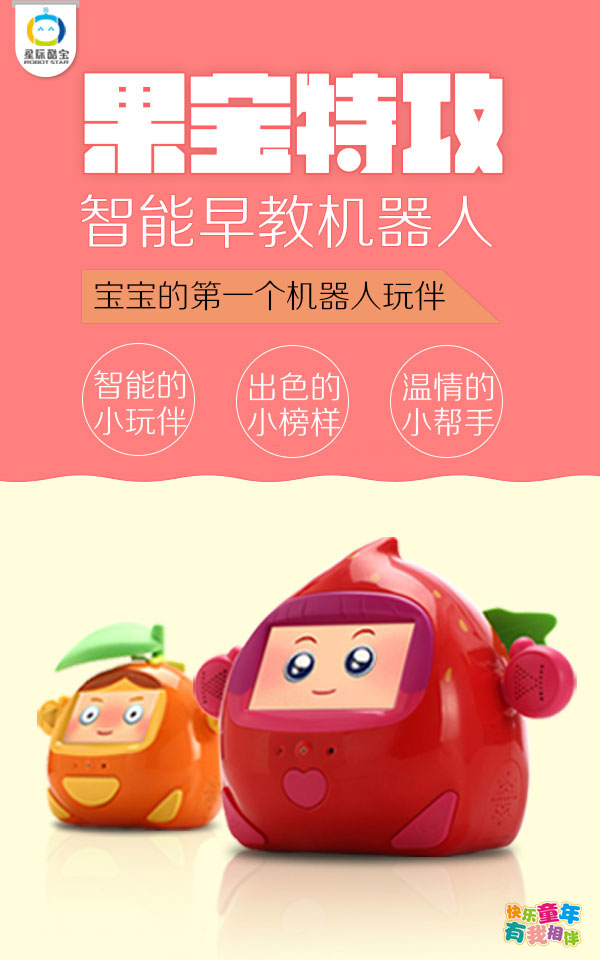 星际酷宝
ROBOT STAR
果宝特攻
智能早教机器人
宝宝的第一个机器人玩伴
智能的
小玩伴
出色的
小榜样
温情的
小帮手
快乐童年
有我相伴